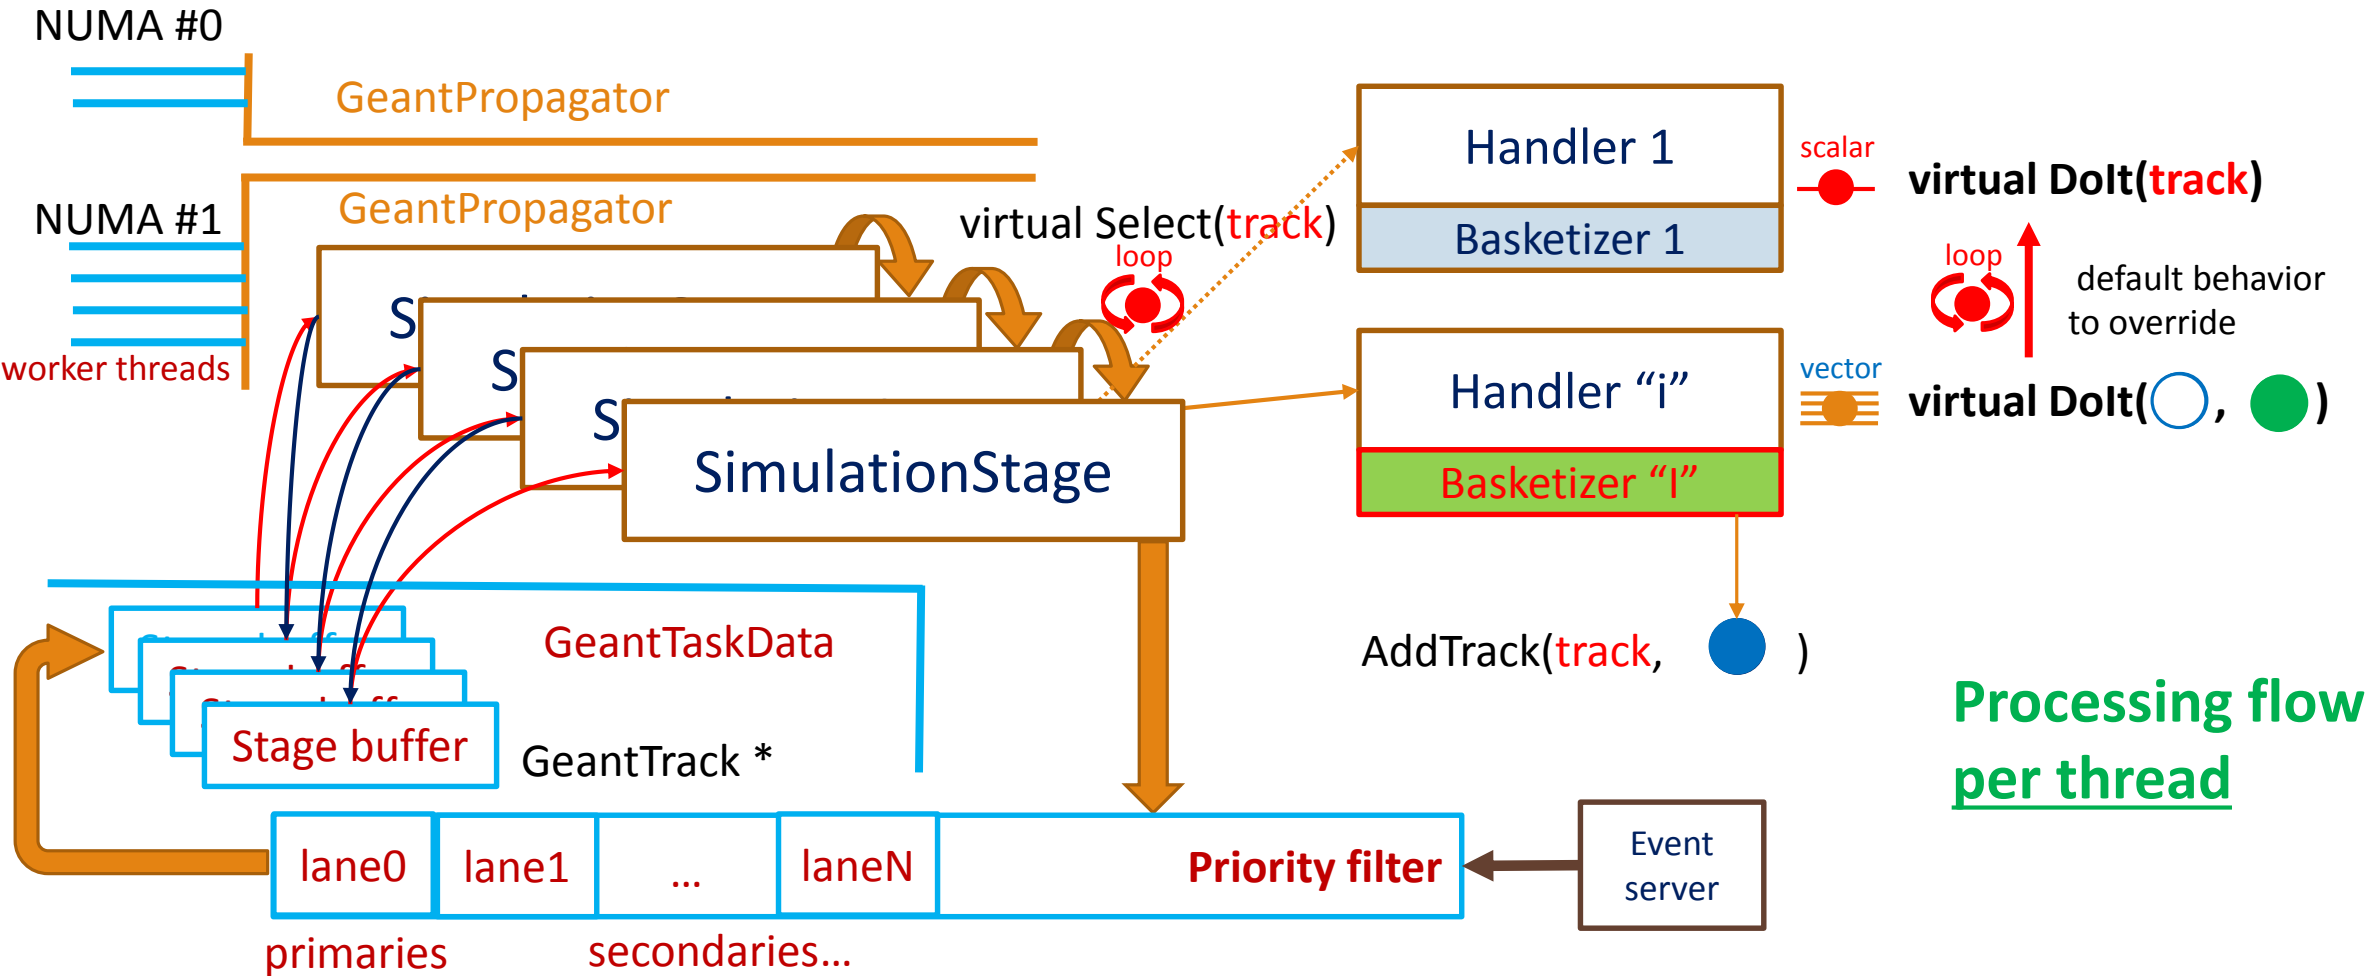 NUMA #0
GeantPropagator
GeantPropagator
NUMA #1
worker threads
virtual Select(track)
loop
Handler 1
Basketizer 1
scalar
virtual DoIt(track)
loop
default behavior
to override
Handler “i”
Basketizer “I”
vector
virtual DoIt( , )
SimulationStage
GeantTaskData
AddTrack(track, )
Stage buffer
GeantTrack *
Processing flow
per thread
lane0
lane1
...
laneN
Priority filter
Event
server
primaries
secondaries...